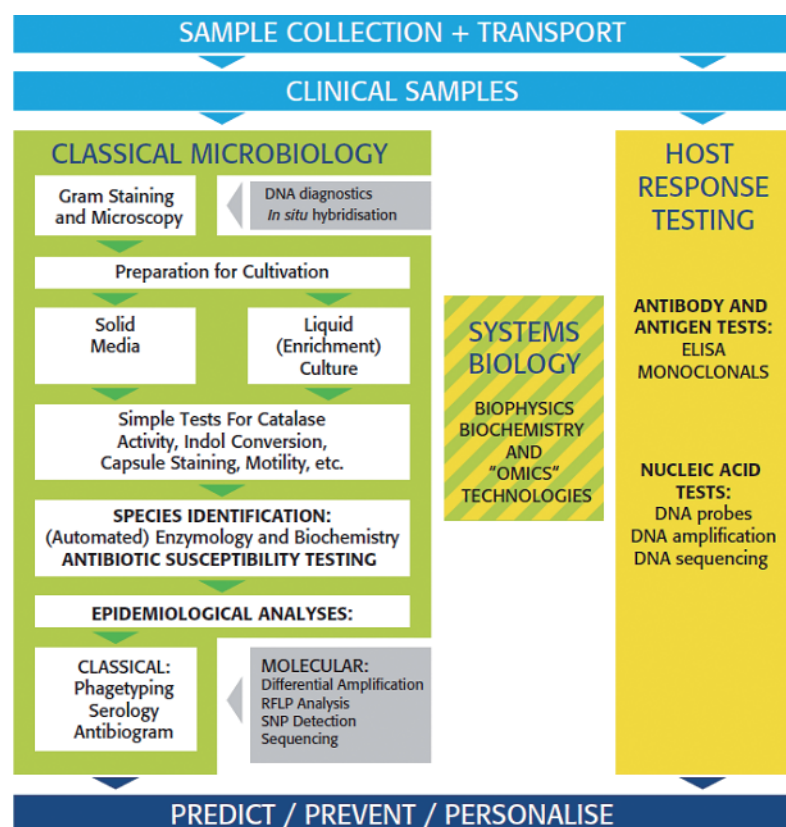 SAMPLE COLLECTION + TRANSPORT
CLINICAL SAMPLES
CLASSICAL MICROBIOLOGY
Gram Staining
and Microscopy
DNA diagnostics
In situ hybridisation
Preparation for Cultivation
Solid
Media
Liquid
(Enrichment)
Culture
Simple Tests For Catalase
Activity, Indol Conversion,
Capsule Staining, Motility, etc.
SPECIES IDENTIFICATION:
(Automated) Enzymology and Biochemistry
ANTIBIOTIC SUSCEPTIBILITY TESTING
EPIDEMIOLOGICAL ANALYSES:
CLASSICAL:
Phagetyping
Serology
Antibiogram
MOLECULAR:
Differential Amplification
RFLP Analysis
SNP Detection
Sequencing
SYSTEMS
BIOLOGY
BIOPHYSICS
BIOCHEMISTRY
AND
"OMICS"
TECHNOLOGIES
HOST
RESPONSE
TESTING
ANTIBODY AND
ANTIGEN TESTS:
ELISA
MONOCLONALS
NUCLEIC ACID
TESTS:
DNA probes
DNA amplification
DNA sequencing
PREDICT / PREVENT / PERSONALISE